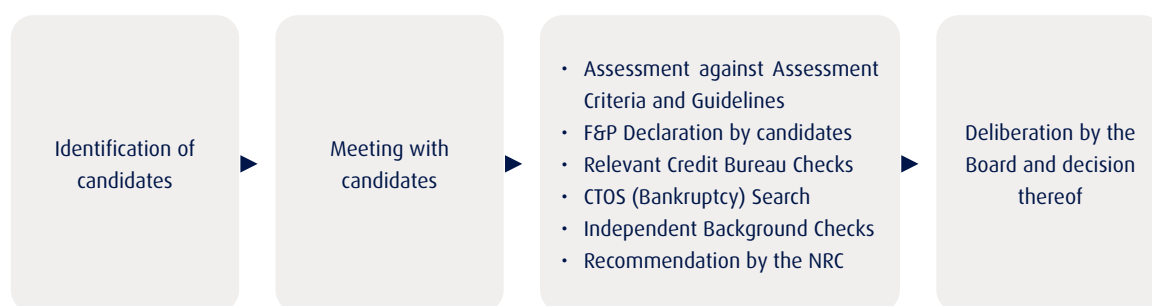 Identification of
candidates
Meeting with
candidates
• Assessment against Assessment
Criteria and Guidelines
• F&P Declaration by candidates
• Relevant Credit Bureau Checks
• CTOS (Bankruptcy) Search
• Independent Background Checks
• Recommendation by the NRC
Deliberation by the
Board and decision
thereof